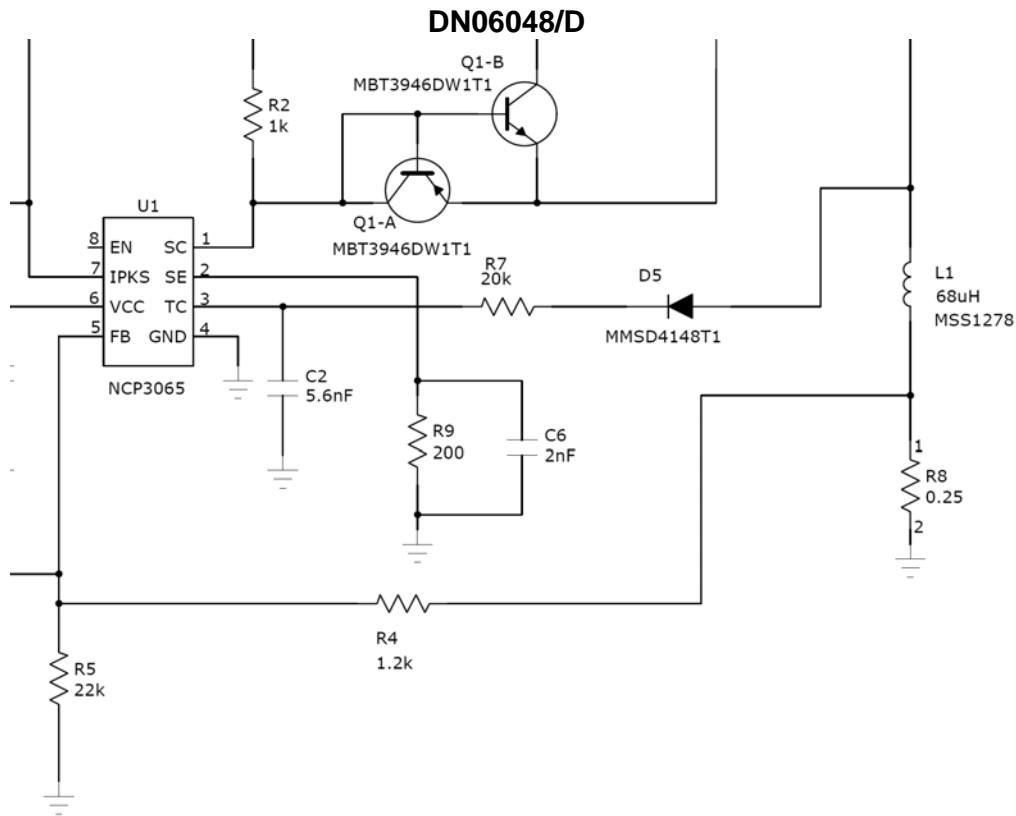 DN06048/D
Q1-B
MBT3946DW1T1
R2
1k
U1
Q1-A
MBT3946DW1T1
8 EN SC 1
7 IPKS SE 2
6 VCC TC 3
5 FB GND 4
NCP3065
R7
20k
D5
MMSD4148T1
L1
68uH
MSS1278
C2
5.6nF
R9
200
C6
2nF
1
R8
0.25
2
R4
1.2k
R5
22k